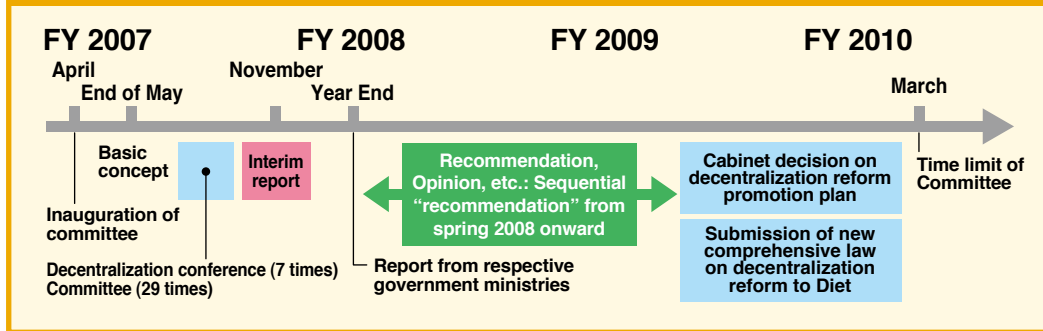 FY 2007
FY 2008
FY 2009
FY 2010
April
End of May
November
Year End
March
Basic
concept
Interim
report
Recommendation,
Opinion, etc.: Sequential
“recommendation” from
spring 2008 onward
Cabinet decision on
decentralization reform
promotion plan
Time limit of
Committee
Inauguration of
committee
Submission of new
comprehensive law
on decentralization
reform to Diet
Decentralization conference (7 times)
Committee (29 times)
Report from respective
government ministries